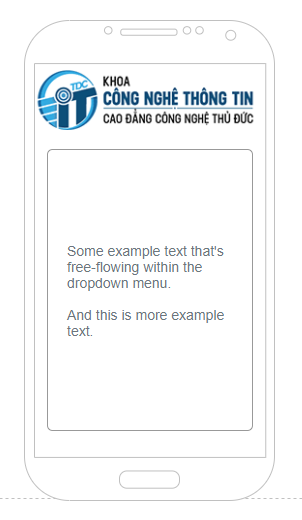 TDC
iT
KHOA
CÔNG NGHỆ THÔNG TIN
CAO ĐẲNG CÔNG NGHỆ THỦ ĐỨC
Some example text that's
free-flowing within the
dropdown menu.
And this is more example
text.